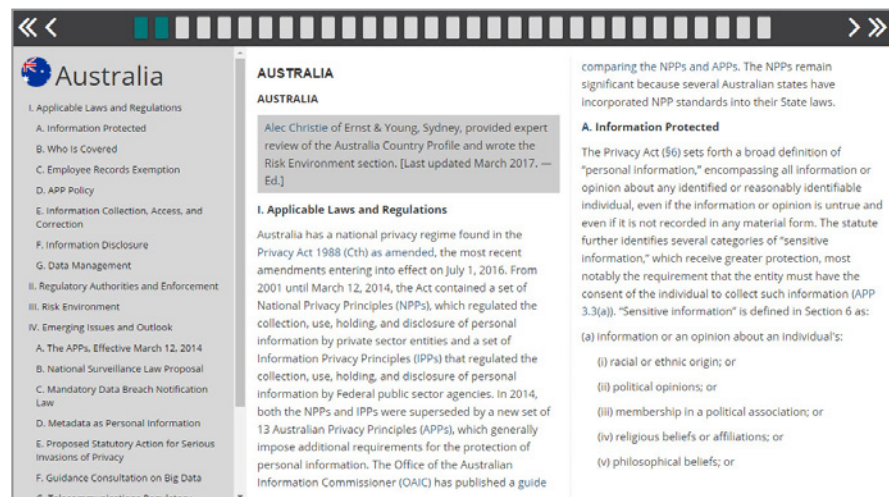 Australia
I. Applicable Laws and Regulations
A. Information Protected
B. Who Is Covered
C. Employee Records Exemption
D. APP Policy
E. Information Collection, Access, and
Correction
F. Information Disclosure
G. Data Management
II. Regulatory Authorities and Enforcement
III. Risk Environment
IV. Emerging Issues and Outlook
A. The APPs, Effective March 12, 2014
B. National Surveillance Law Proposal
C. Mandatory Data Breach Notification
Law
D. Metadata as Personal Information
E. Proposed Statutory Action for Serious
Invasions of Privacy
F. Guidance Consultation on Big Data
AUSTRALIA
AUSTRALIA
Alec Christie of Ernst & Young, Sydney, provided expert
review of the Australia Country Profile and wrote the
Risk Environment section. [Last updated March 2017. —
Ed.]
I. Applicable Laws and Regulations
Australia has a national privacy regime found in the
Privacy Act 1988 (Cth) as amended, the most recent
amendments entering into effect on July 1, 2016. From
2001 until March 12, 2014, the Act contained a set of
National Privacy Principles (NPPs), which regulated the
collection, use, holding, and disclosure of personal
information by private sector entities and a set of
Information Privacy Principles (IPPs) that regulated the
collection, use, holding, and disclosure of personal
information by Federal public sector agencies. In 2014,
both the NPPs and IPPs were superseded by a new set of
13 Australian Privacy Principles (APPs), which generally
impose additional requirements for the protection of
personal information. The Office of the Australian
Information Commissioner (OAIC) has published a guide
comparing the NPPs and APPs. The NPPs remain
significant because several Australian states have
incorporated NPP standards into their State laws.
A. Information Protected
The Privacy Act (§6) sets forth a broad definition of
"personal information," encompassing all information or
opinion about any identified or reasonably identifiable
individual, even if the information or opinion is untrue and
even if it is not recorded in any material form. The statute
further identifies several categories of "sensitive
information," which receive greater protection, most
notably the requirement that the entity must have the
consent of the individual to collect such information (APP
3.3(a)). "Sensitive information" is defined in Section 6 as:
(a) information or an opinion about an individual's:
(i) racial or ethnic origin; or
(ii) political opinions; or
(iii) membership in a political association; or
(iv) religious beliefs or affiliations; or
(v) philosophical beliefs; or